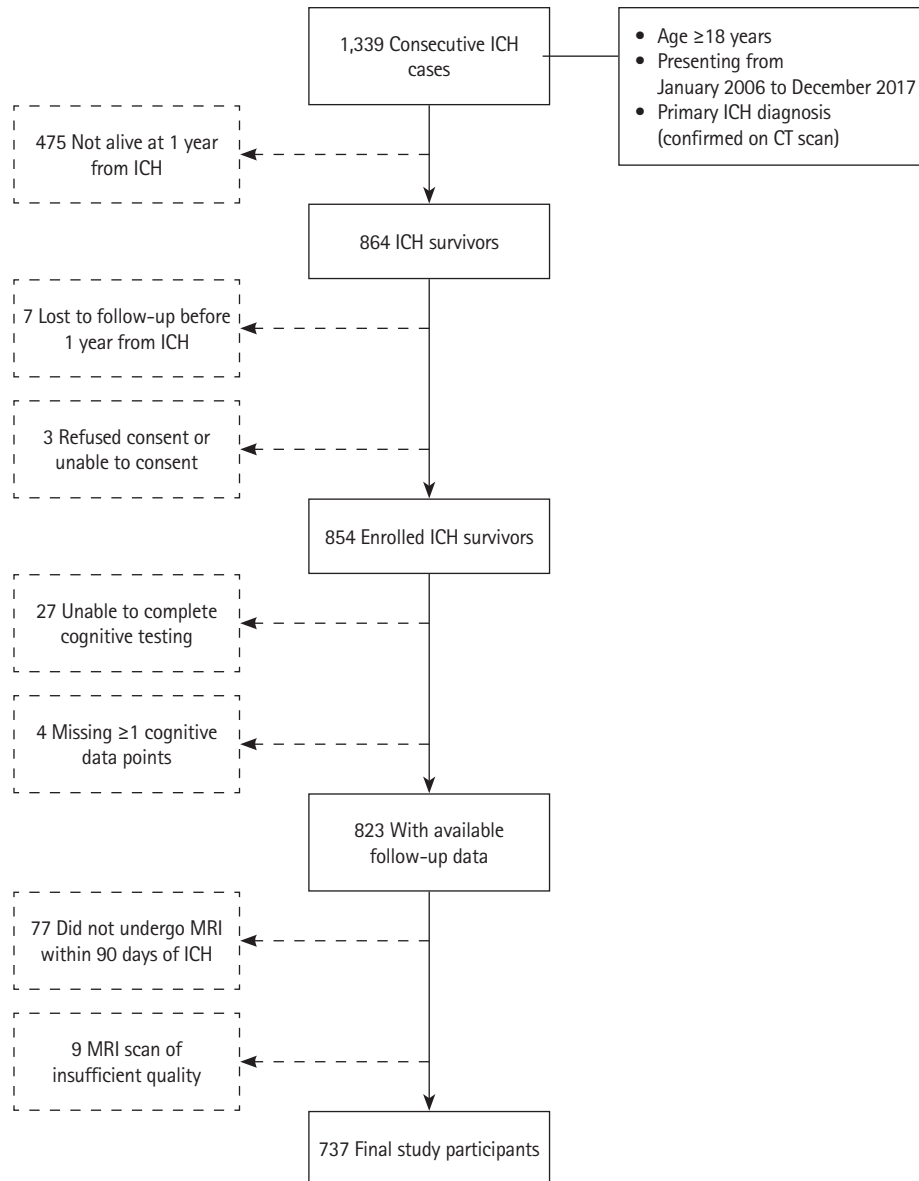 1,339 Consecutive ICH
cases
• Age ≥18 years
• Presenting from
January 2006 to December 2017
• Primary ICH diagnosis
(confirmed on CT scan)
475 Not alive at 1 year
from ICH
864 ICH survivors
7 Lost to follow-up before
1 year from ICH
3 Refused consent or
unable to consent
854 Enrolled ICH survivors
27 Unable to complete
cognitive testing
4 Missing ≥1 cognitive
data points
823 With available
follow-up data
77 Did not undergo MRI
within 90 days of ICH
9 MRI scan of
insufficient quality
737 Final study participants